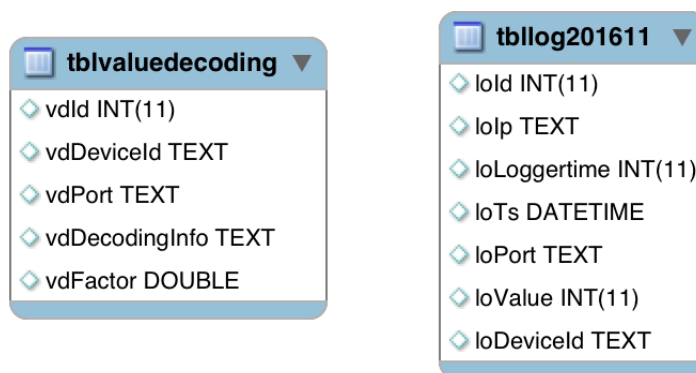 tblvaluedecoding
vdId INT(11)
vdDeviceId TEXT
vdPort TEXT
vdDecodingInfo TEXT
vdFactor DOUBLE
tbllog201611
loId INT(11)
loIp TEXT
loLoggertime INT(11)
loTs DATETIME
loPort TEXT
loValue INT(11)
loDeviceId TEXT